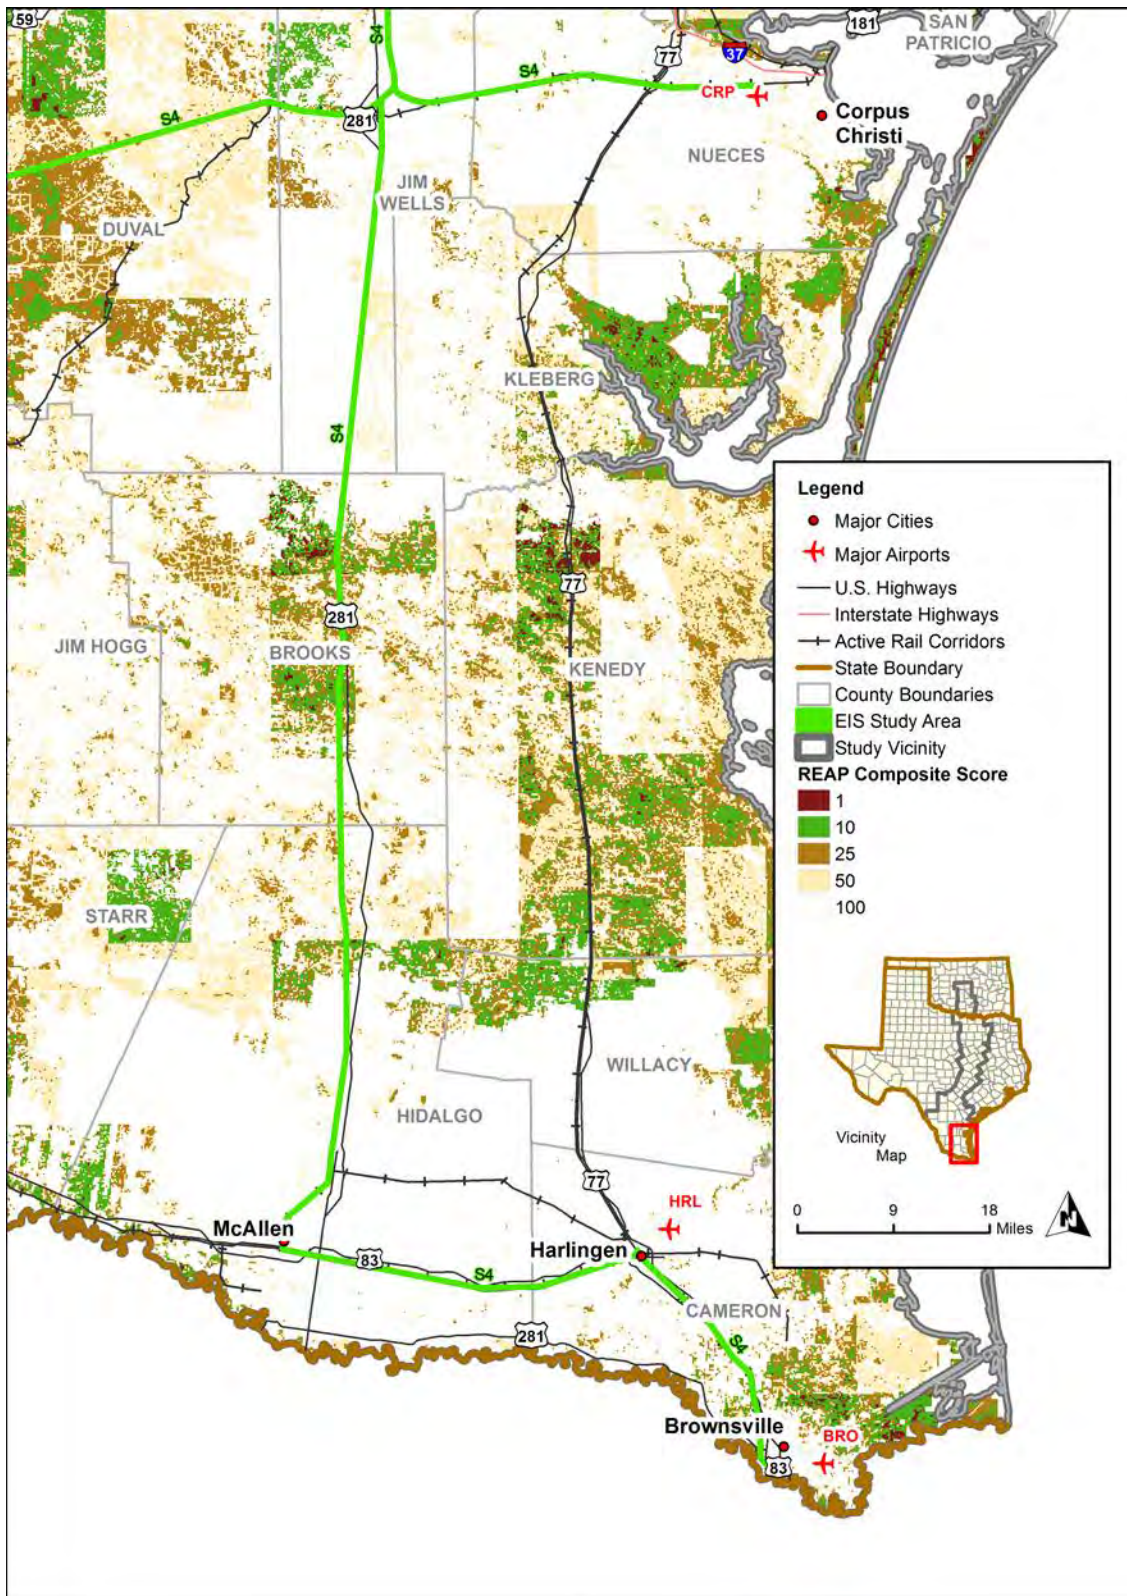 59
S4
77
181
SAN
PATRICIO
37
S4
CRP
S4
281
Corpus
Christi
NUECES
JIM
WELLS
DUVAL
KLEBERG
S4
Legend
Major Cities
Major Airports
U.S. Highways
Interstate Highways
Active Rail Corridors
State Boundary
County Boundaries
EIS Study Area
Study Vicinity
REAP Composite Score
1
10
25
50
100
77
281
JIM HOGG
BROOKS
KENEDY
STARR
WILLACY
HIDALGO
Vicinity
Map
0 9 18
Miles
N
77
HRL
McAllen
83
Harlingen
S4
CAMERON
281
S4
Brownsville
BRO
83